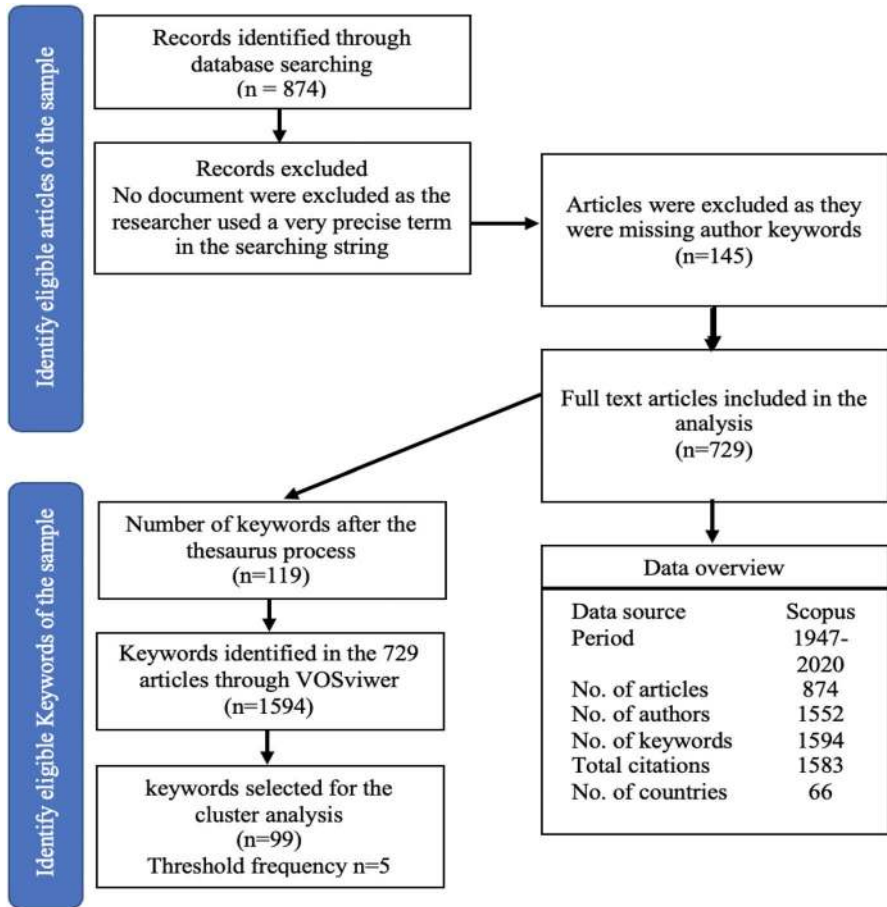 Identify eligible articles of the sample
Records identified through
database searching
(n = 874)
Records excluded
No document were excluded as the
researcher used a very precise term
in the searching string
Articles were excluded as they
were missing author keywords
(n=145)
Full text articles included in the
analysis
(n=729)
Identify eligible Keywords of the sample
Number of keywords after the
thesaurus process
(n=119)
Keywords identified in the 729
articles through VOSviwer
(n=1594)
keywords selected for the
cluster analysis
(n=99)
Threshold frequency n=5
Data overview
Data source Scopus
Period 1947-
2020
No. of articles 874
No. of authors 1552
No. of keywords 1594
Total citations 1583
No. of countries 66